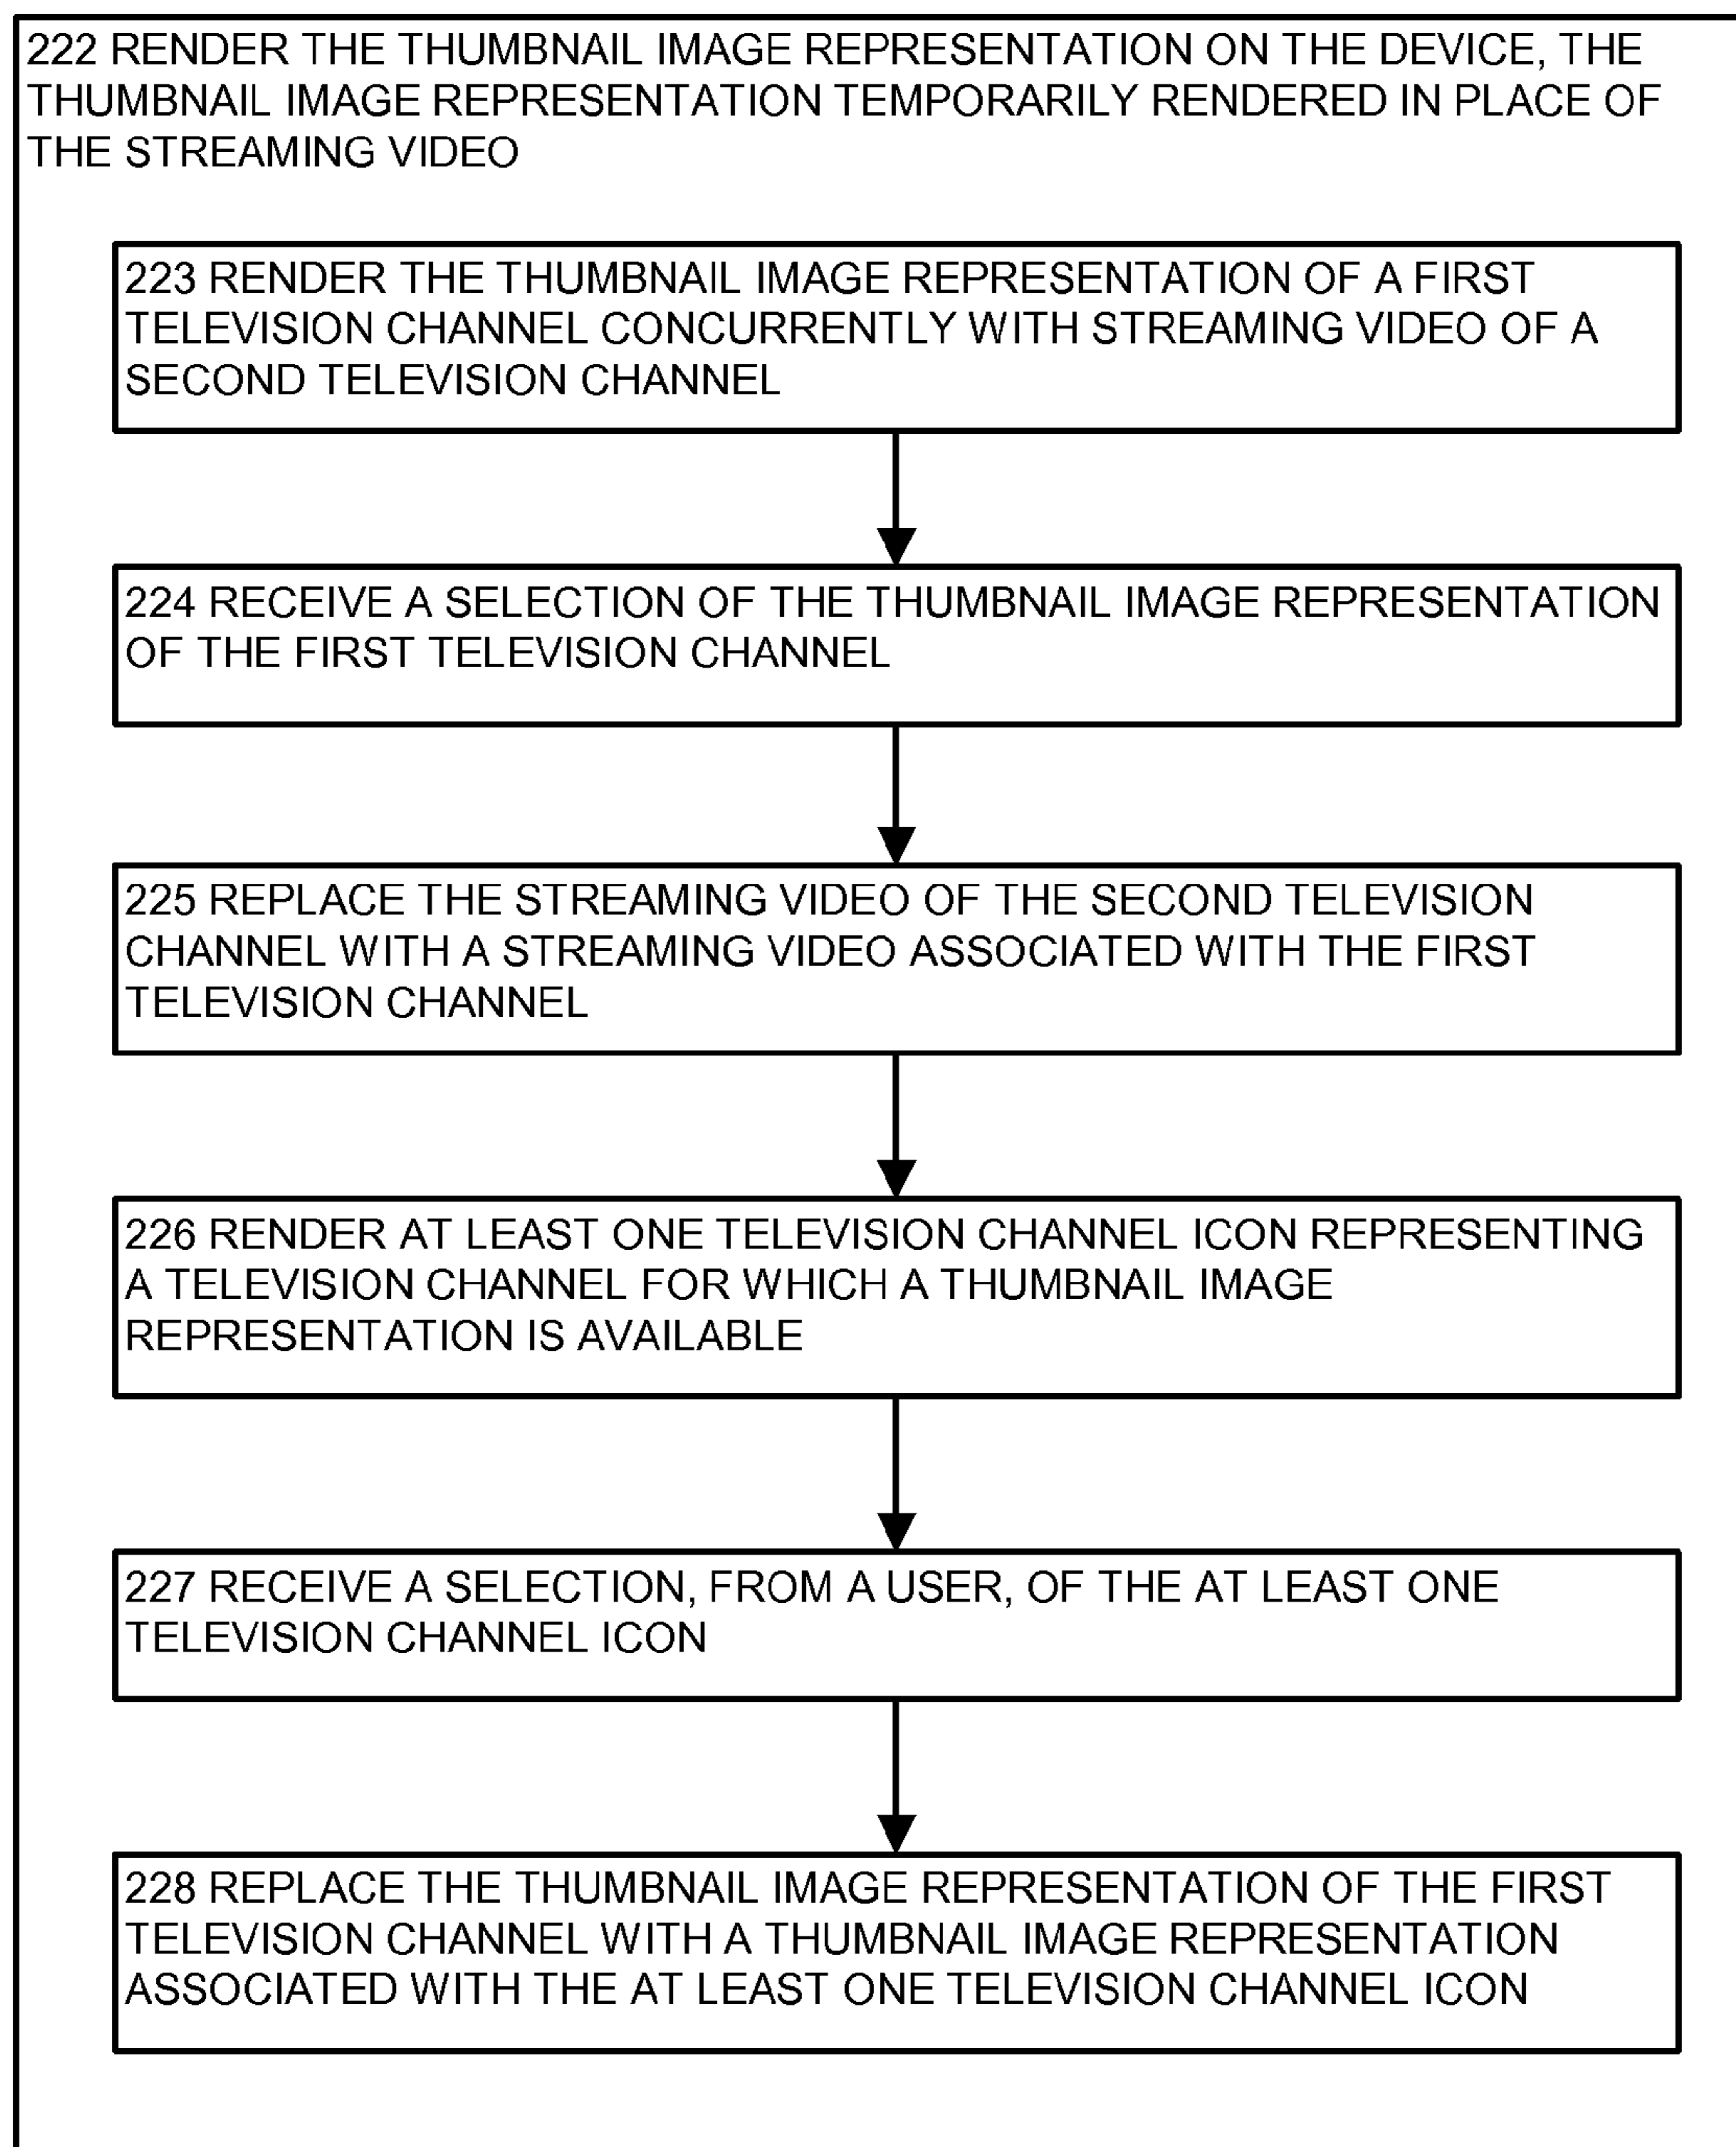 222 RENDER THE THUMBNAIL IMAGE REPRESENTATION ON THE DEVICE, THE
THUMBNAIL IMAGE REPRESENTATION TEMPORARILY RENDERED IN PLACE OF
THE STREAMING VIDEO
223 RENDER THE THUMBNAIL IMAGE REPRESENTATION OF A FIRST
TELEVISION CHANNEL CONCURRENTLY WITH STREAMING VIDEO OF A
SECOND TELEVISION CHANNEL
224 RECEIVE A SELECTION OF THE THUMBNAIL IMAGE REPRESENTATION
OF THE FIRST TELEVISION CHANNEL
225 REPLACE THE STREAMING VIDEO OF THE SECOND TELEVISION
CHANNEL WITH A STREAMING VIDEO ASSOCIATED WITH THE FIRST
TELEVISION CHANNEL
226 RENDER AT LEAST ONE TELEVISION CHANNEL ICON REPRESENTING
A TELEVISION CHANNEL FOR WHICH A THUMBNAIL IMAGE
REPRESENTATION IS AVAILABLE
227 RECEIVE A SELECTION, FROM A USER, OF THE AT LEAST ONE
TELEVISION CHANNEL ICON
228 REPLACE THE THUMBNAIL IMAGE REPRESENTATION OF THE FIRST
TELEVISION CHANNEL WITH A THUMBNAIL IMAGE REPRESENTATION
ASSOCIATED WITH THE AT LEAST ONE TELEVISION CHANNEL ICON